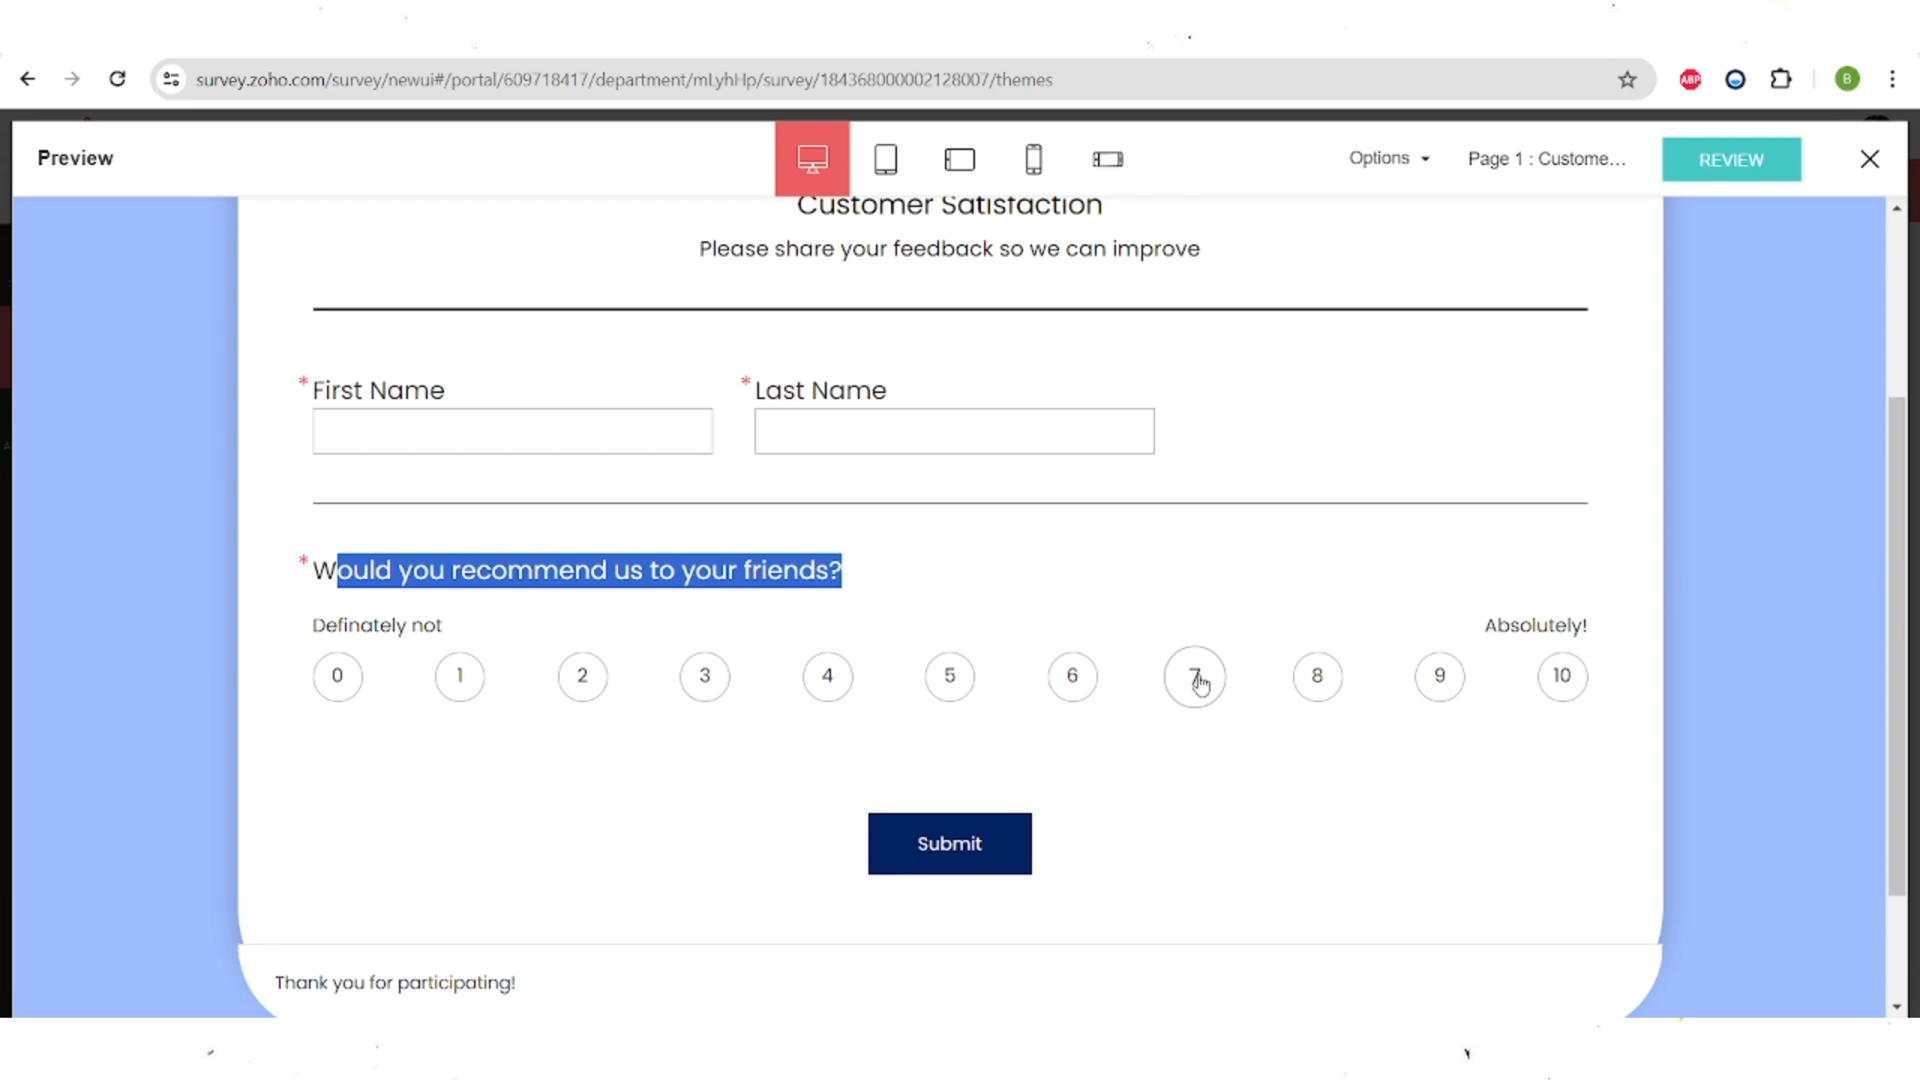 survey.zoho.com/survey/newui#/portal/609718417/department/mLyhHp/survey/184368000002128007/themes
ABP
B
Preview
Options
Page 1 : Custome...
REVIEW
Customer Satisfaction
Please share your feedback so we can improve
* First Name
* Last Name
* Would you recommend us to your friends?
Definately not
Absolutely!
0 1 2 3 4 5 6 7 8 9 10
Submit
Thank you for participating!